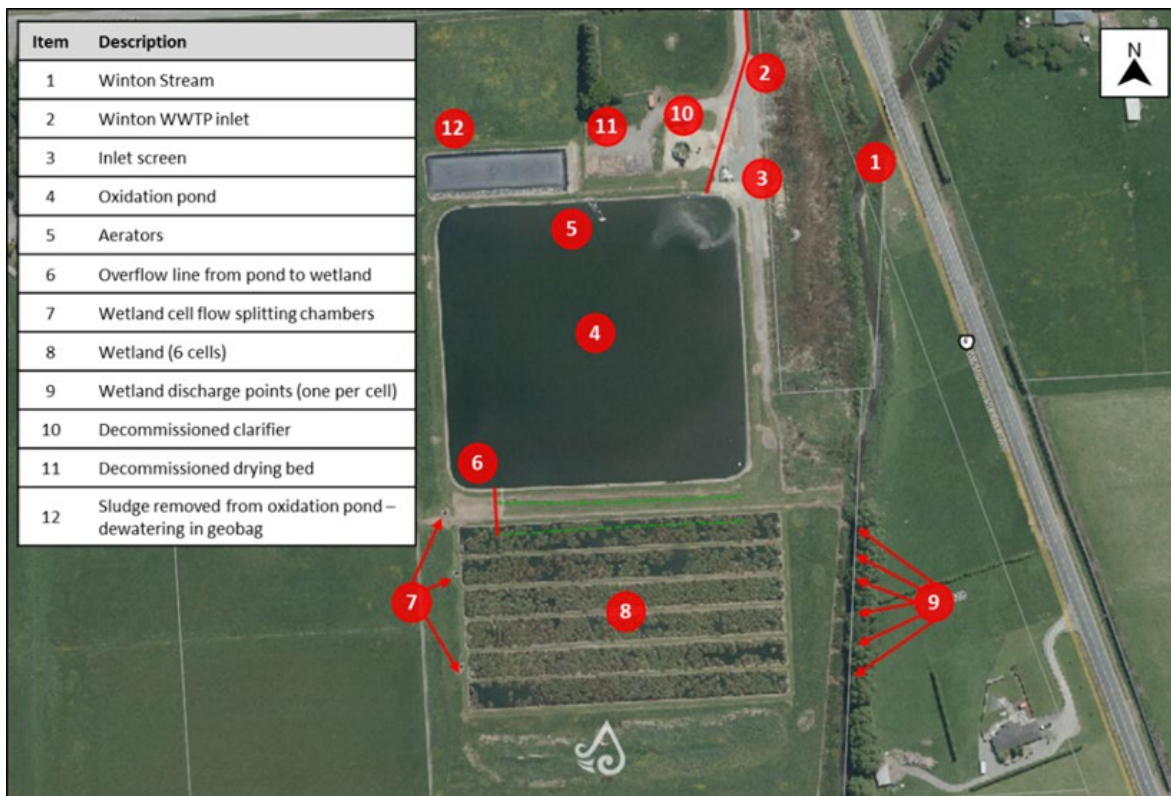 Item Description
1 Winton Stream
2 Winton WWTP inlet
3 Inlet screen
4 Oxidation pond
5 Aerators
6 Overflow line from pond to wetland
7 Wetland cell flow splitting chambers
8 Wetland (6 cells)
9 Wetland discharge points (one per cell)
10 Decommissioned clarifier
11 Decommissioned drying bed
12 Sludge removed from oxidation pond –
dewatering in geobag
N
2
10
11
12
1
3
5
4
6
6
7
8
9